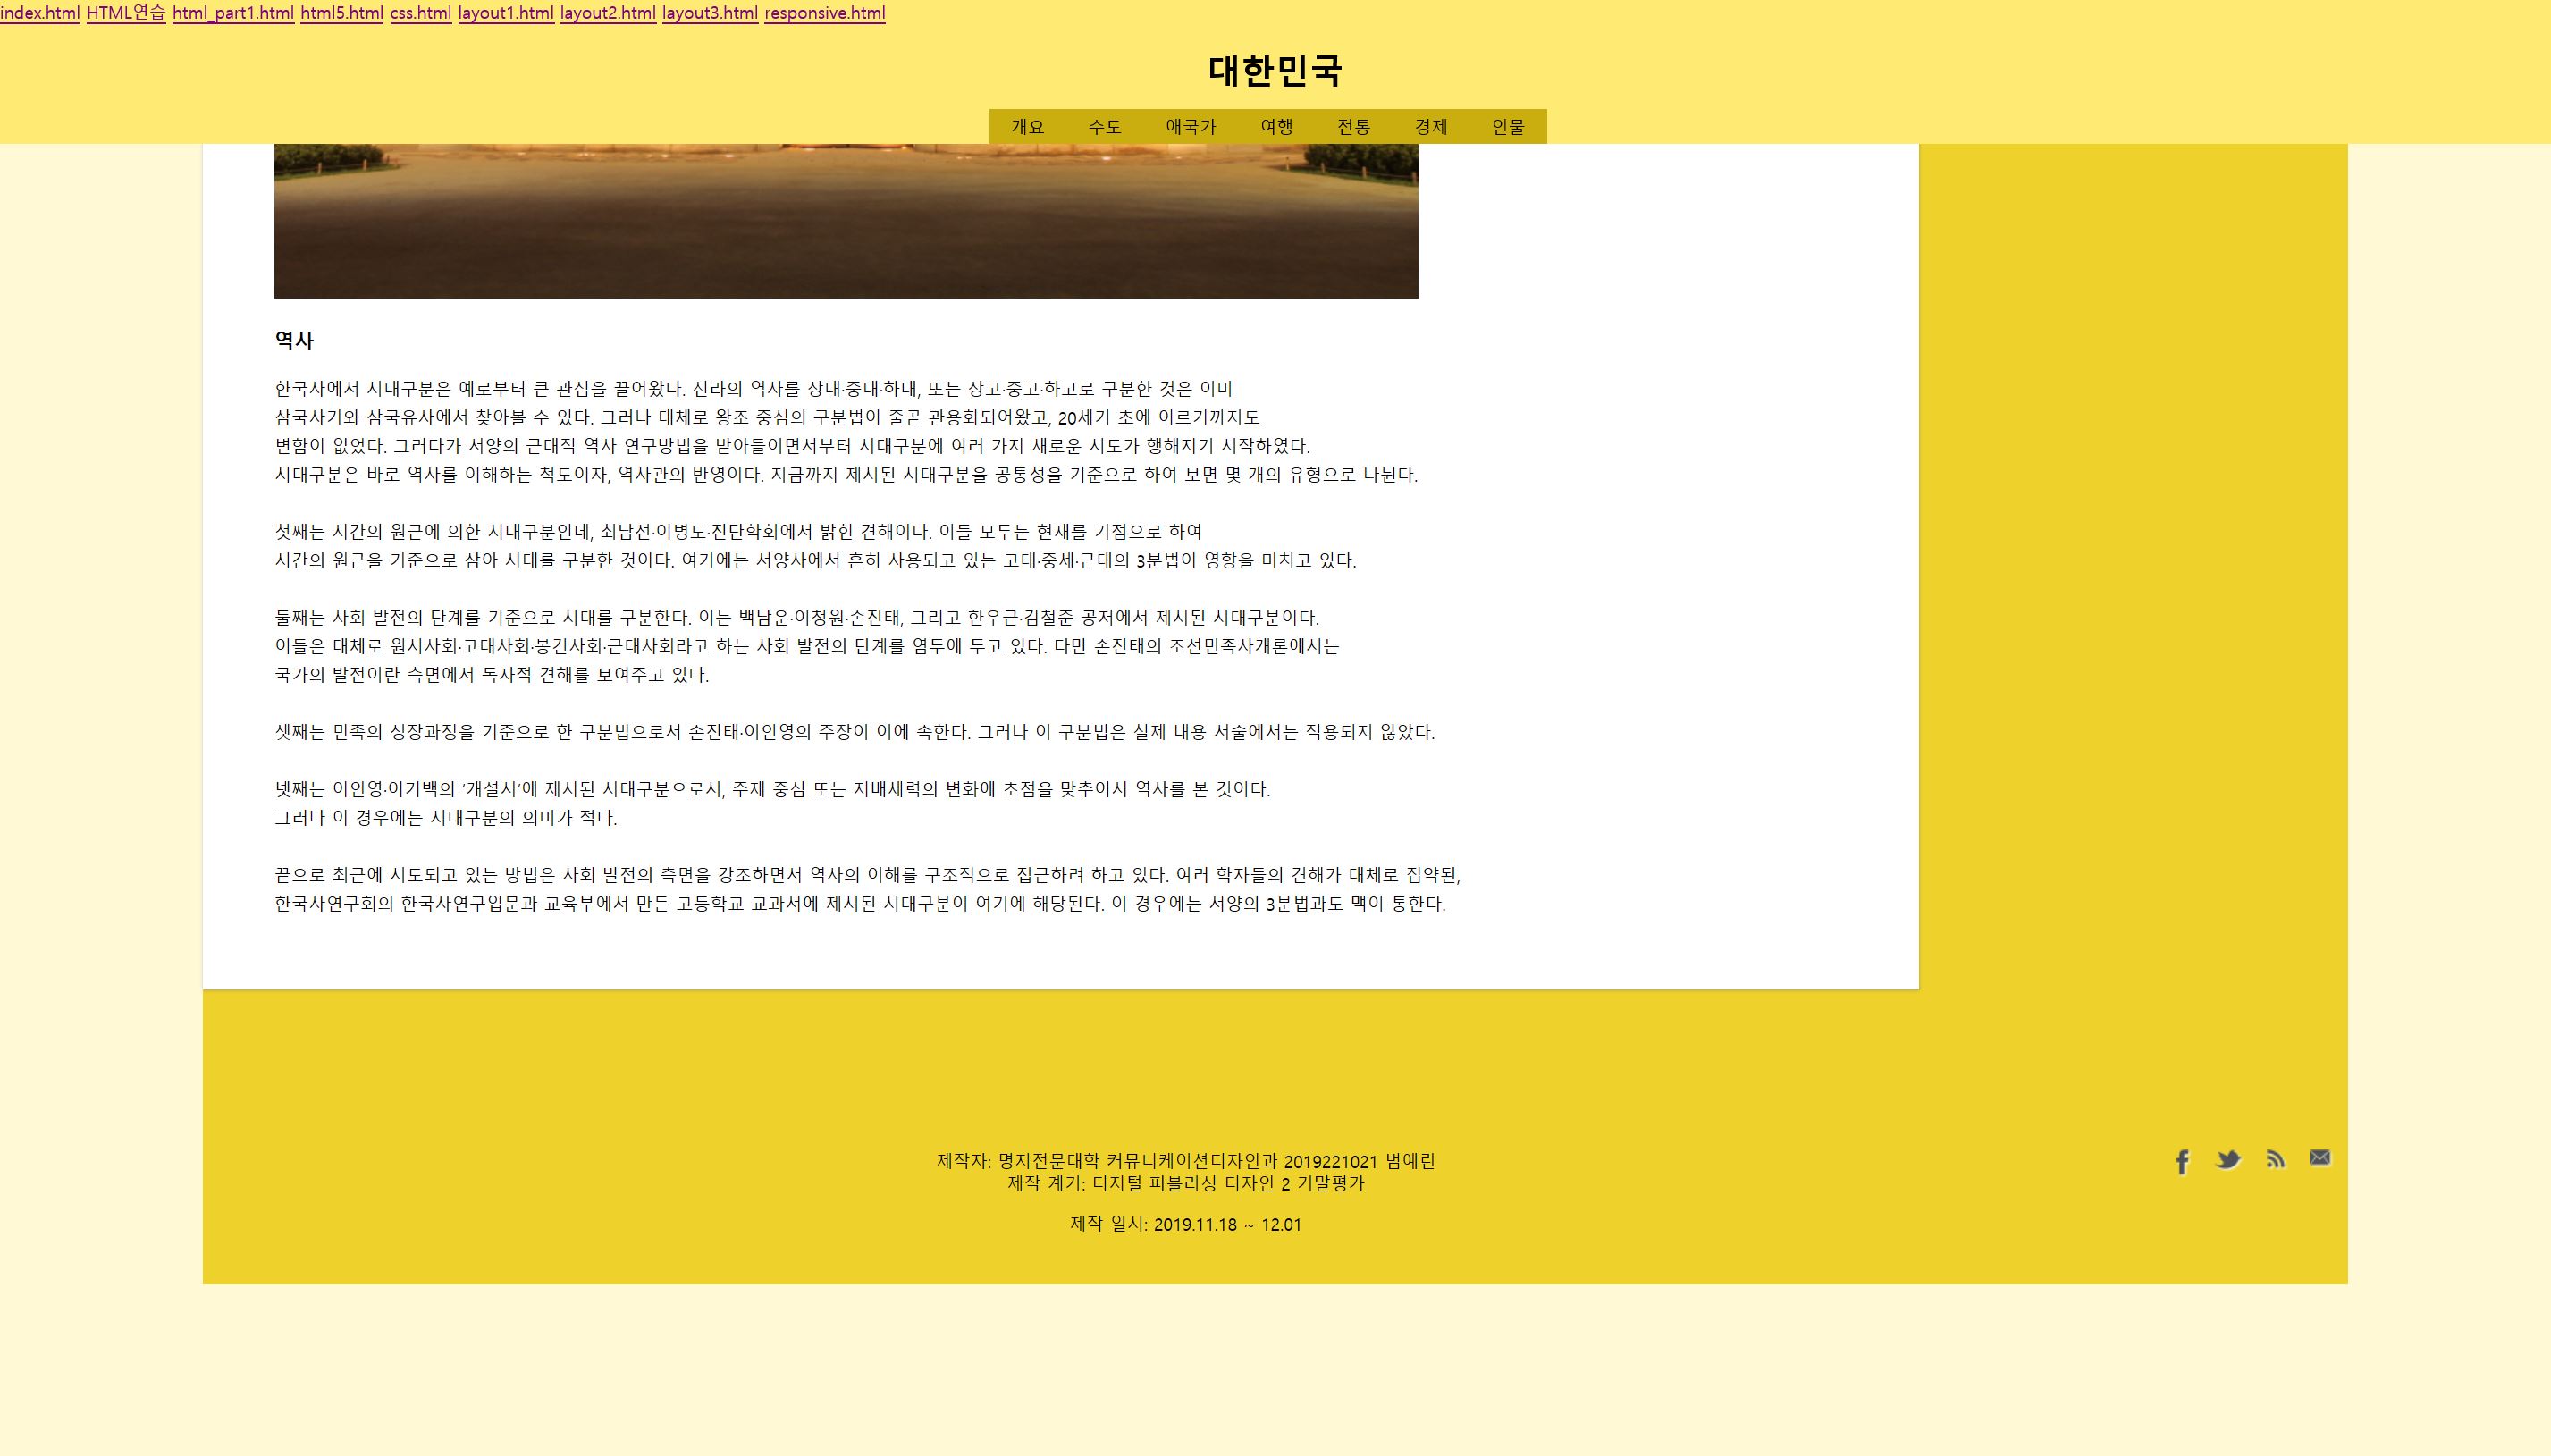 index.html HTML연습 html_part1.html html5.html css.html layout1.html layout2.html layout3.html responsive.html
대한민국
개요 수도 애국가 여행 전통 경제 인물
역사
한국사에서 시대구분은 예로부터 큰 관심을 끌어왔다. 신라의 역사를 상대·중대·하대, 또는 상고·중고·하고로 구분한 것은 이미
삼국사기와 삼국유사에서 찾아볼 수 있다. 그러나 대체로 왕조 중심의 구분법이 줄곧 관용화되어왔고, 20세기 초에 이르기까지도
변함이 없었다. 그러다가 서양의 근대적 역사 연구방법을 받아들이면서부터 시대구분에 여러 가지 새로운 시도가 행해지기 시작하였다.
시대구분은 바로 역사를 이해하는 척도이자, 역사관의 반영이다. 지금까지 제시된 시대구분을 공통성을 기준으로 하여 보면 몇 개의 유형으로 나뉜다.
첫째는 시간의 원근에 의한 시대구분인데, 최남선·이병도·진단학회에서 밝힌 견해이다. 이들 모두는 현재를 기점으로 하여
시간의 원근을 기준으로 삼아 시대를 구분한 것이다. 여기에는 서양사에서 흔히 사용되고 있는 고대·중세·근대의 3분법이 영향을 미치고 있다.
둘째는 사회 발전의 단계를 기준으로 시대를 구분한다. 이는 백남운·이청원·손진태, 그리고 한우근·김철준 공저에서 제시된 시대구분이다.
이들은 대체로 원시사회·고대사회·봉건사회·근대사회라고 하는 사회 발전의 단계를 염두에 두고 있다. 다만 손진태의 조선민족사개론에서는
국가의 발전이란 측면에서 독자적 견해를 보여주고 있다.
셋째는 민족의 성장과정을 기준으로 한 구분법으로서 손진태·이인영의 주장이 이에 속한다. 그러나 이 구분법은 실제 내용 서술에서는 적용되지 않았다.
넷째는 이인영·이기백의 ‘개설서’에 제시된 시대구분으로서, 주제 중심 또는 지배세력의 변화에 초점을 맞추어서 역사를 본 것이다.
그러나 이 경우에는 시대구분의 의미가 적다.
끝으로 최근에 시도되고 있는 방법은 사회 발전의 측면을 강조하면서 역사의 이해를 구조적으로 접근하려 하고 있다. 여러 학자들의 견해가 대체로 집약된,
한국사연구회의 한국사연구입문과 교육부에서 만든 고등학교 교과서에 제시된 시대구분이 여기에 해당된다. 이 경우에는 서양의 3분법과도 맥이 통한다.
제작자: 명지전문대학 커뮤니케이션디자인과 2019221021 범예린
제작 계기: 디지털 퍼블리싱 디자인 2 기말평가
제작 일시: 2019.11.18 ~ 12.01